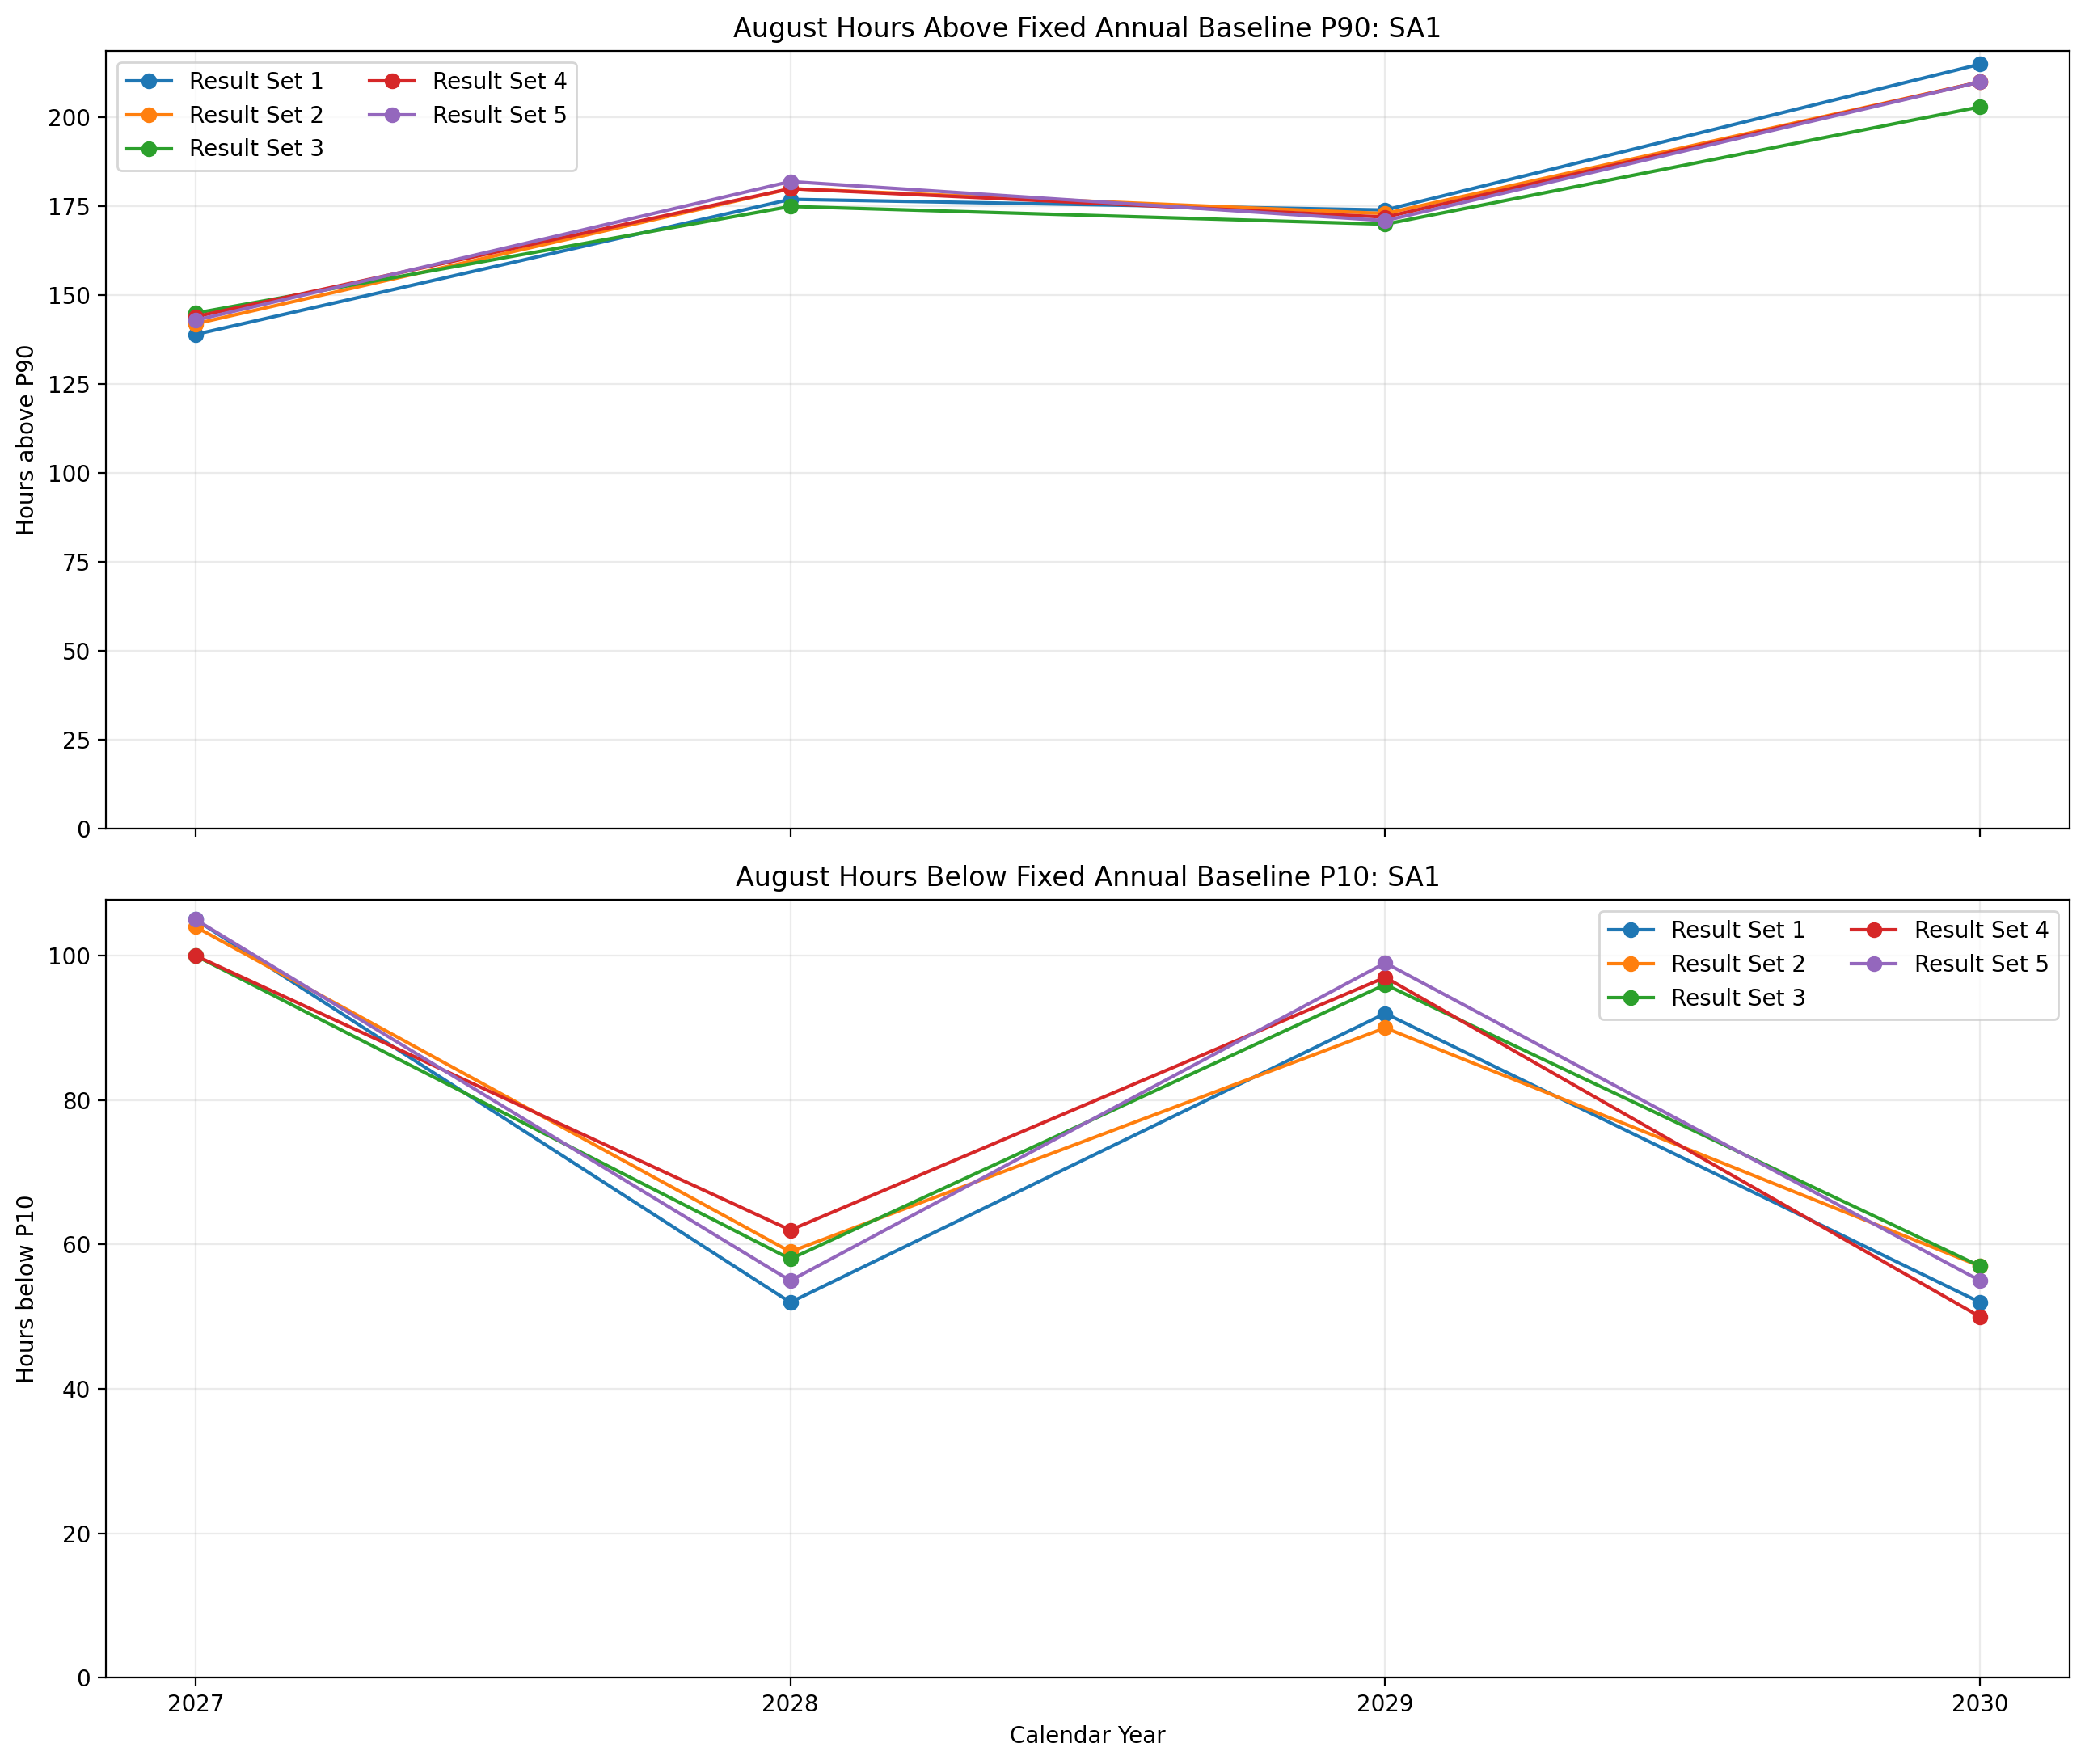 August Hours Above Fixed Annual Baseline P90: SA1
Result Set 1
Result Set 2
Result Set 3
Result Set 4
Result Set 5
Hours above P90
200
175
150
125
100
75
50
25
0
August Hours Below Fixed Annual Baseline P10: SA1
Result Set 1
Result Set 2
Result Set 3
Result Set 4
Result Set 5
Hours below P10
100
80
60
40
20
0
2027
2028
2029
2030
Calendar Year